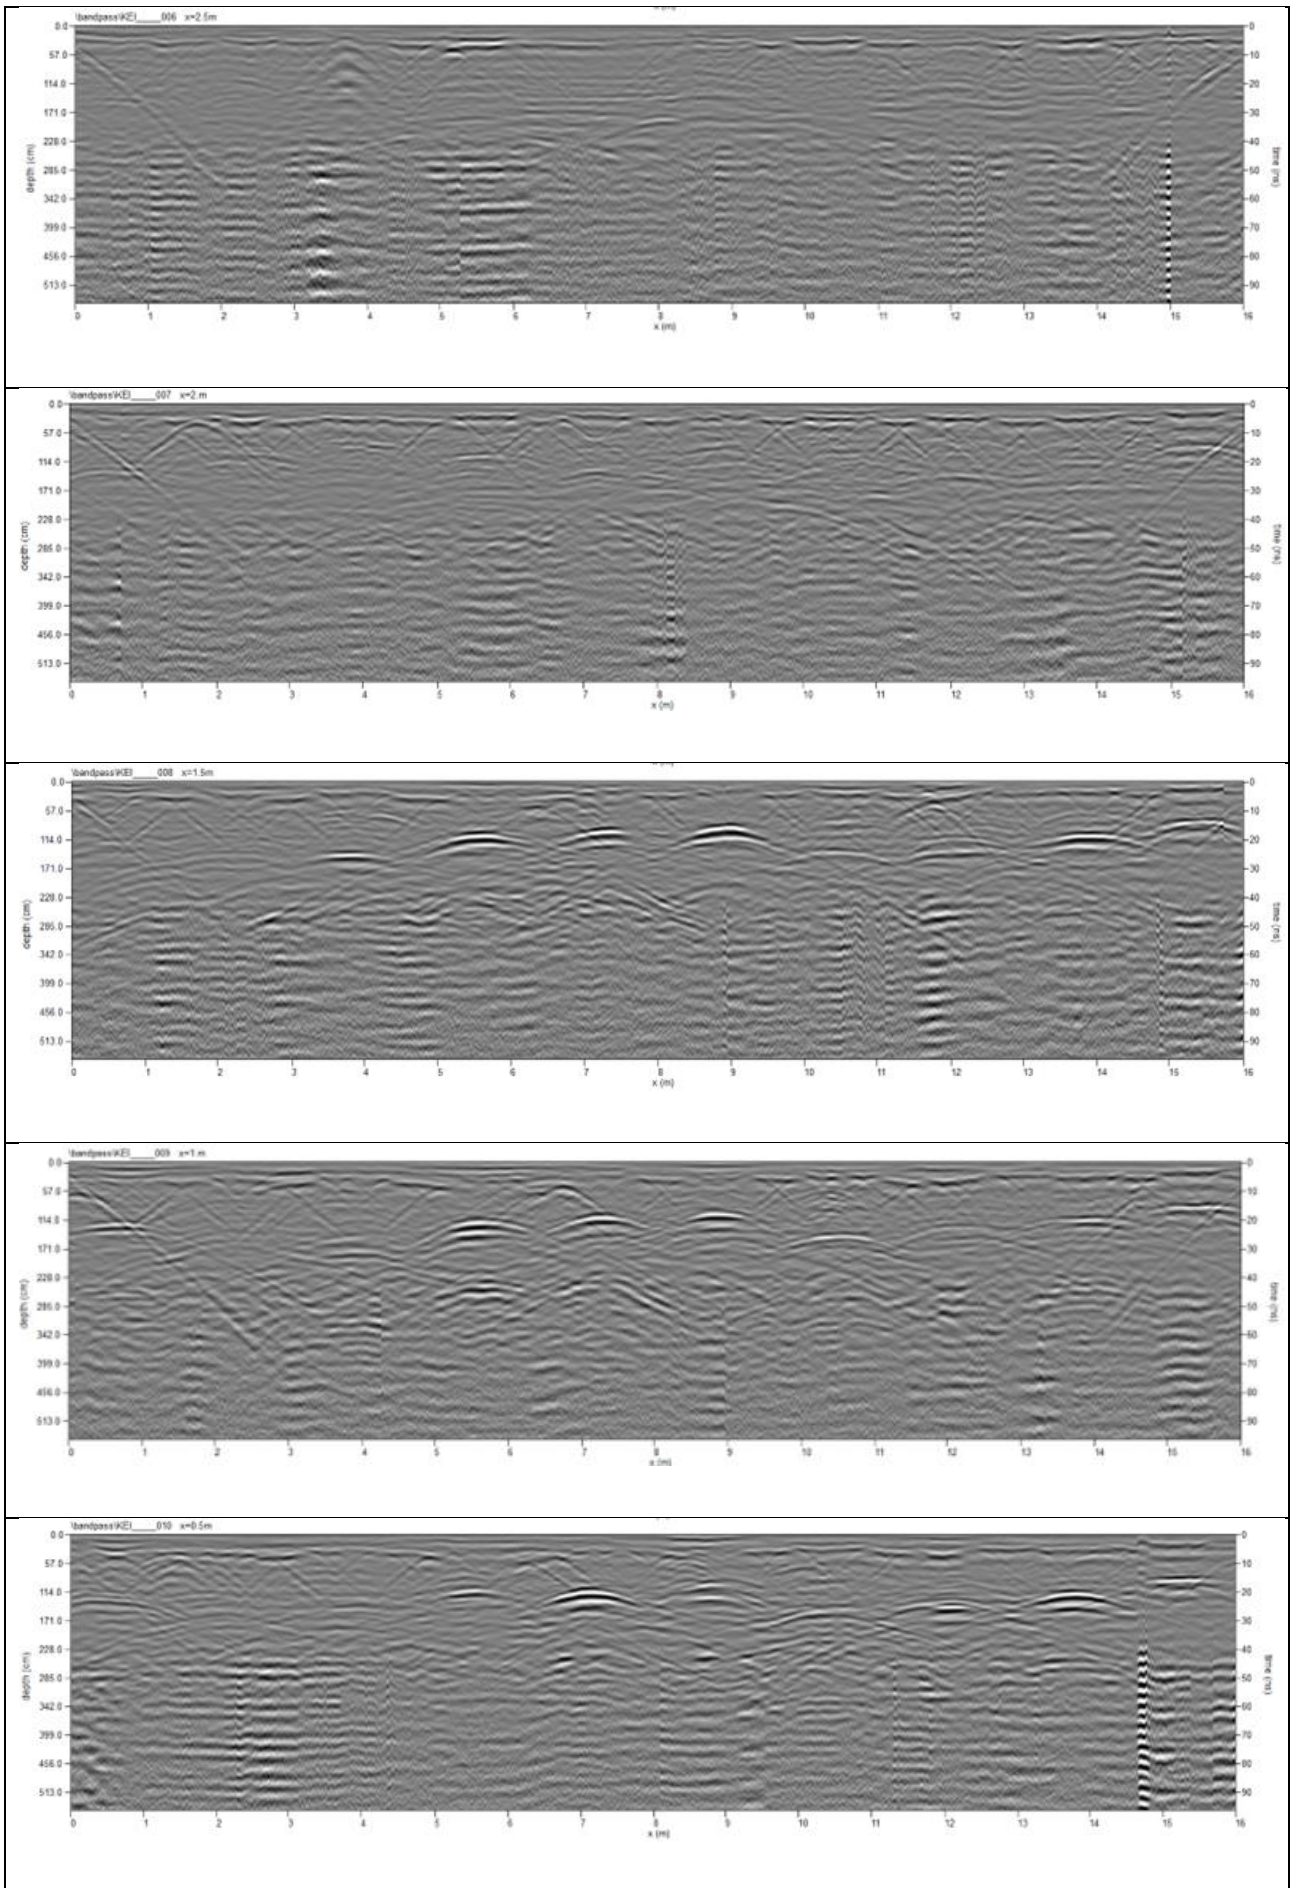 \bandpass\KEI____006 x=2.5m
0.0 0
57.0 10
114.0 20
171.0 30
228.0 40
285.0 50
342.0 60
399.0 70
456.0 80
513.0 90
depth (cm)
time (ns)
0 1 2 3 4 5 6 7 8 9 10 11 12 13 14 15 16
x (m)
\bandpass\KEI____007 x=2.m
0.0 0
57.0 10
114.0 20
171.0 30
228.0 40
285.0 50
342.0 60
399.0 70
456.0 80
513.0 90
depth (cm)
time (ns)
0 1 2 3 4 5 6 7 8 9 10 11 12 13 14 15 16
x (m)
\bandpass\KEI____008 x=1.5m
0.0 0
57.0 10
114.0 20
171.0 30
228.0 40
285.0 50
342.0 60
399.0 70
456.0 80
513.0 90
depth (cm)
time (ns)
0 1 2 3 4 5 6 7 8 9 10 11 12 13 14 15 16
x (m)
\bandpass\KEI____009 x=1.m
0.0 0
57.0 10
114.0 20
171.0 30
228.0 40
285.0 50
342.0 60
399.0 70
456.0 80
513.0 90
depth (cm)
time (ns)
0 1 2 3 4 5 6 7 8 9 10 11 12 13 14 15 16
x (m)
\bandpass\KEI____010 x=0.5m
0.0 0
57.0 10
114.0 20
171.0 30
228.0 40
285.0 50
342.0 60
399.0 70
456.0 80
513.0 90
depth (cm)
time (ns)
0 1 2 3 4 5 6 7 8 9 10 11 12 13 14 15 16
x (m)